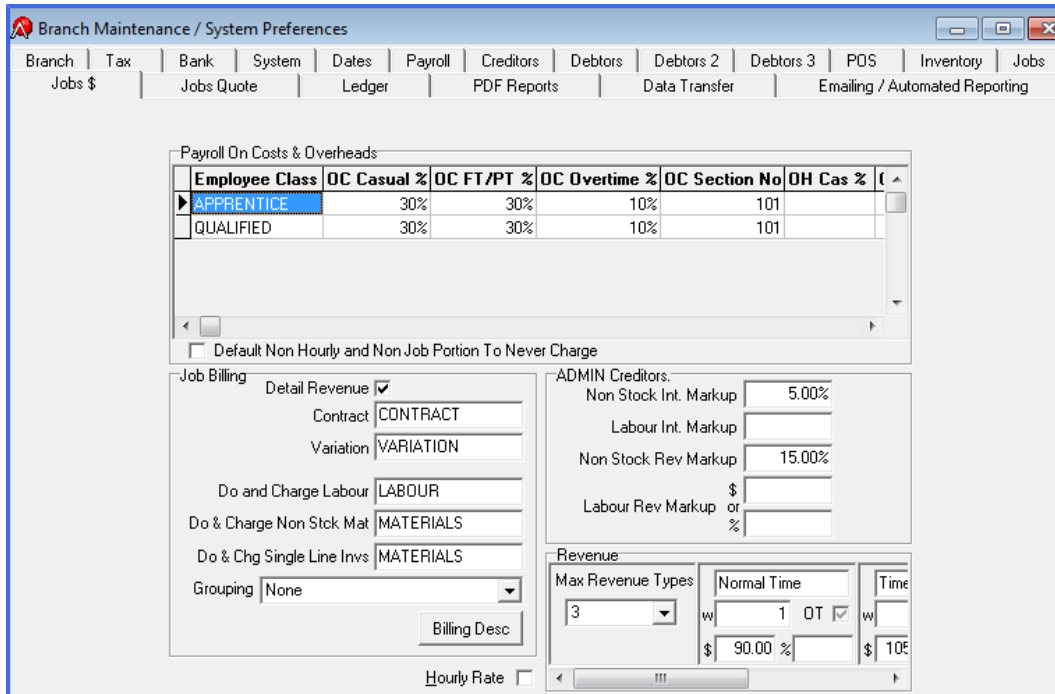 Branch Maintenance / System Preferences
Branch Tax Bank System Dates Payroll Creditors Debtors Debtors 2 Debtors 3 POS Inventory Jobs
Jobs $ Jobs Quote Ledger PDF Reports Data Transfer Emailing / Automated Reporting
Payroll On Costs & Overheads
Employee Class OC Casual % OC FT/PT % OC Overtime % OC Section No OH Cas %
APPRENTICE 30% 30% 10% 101
QUALIFIED 30% 30% 10% 101
Default Non Hourly and Non Job Portion To Never Charge
Job Billing
Detail Revenue
Contract CONTRACT
Variation VARIATION
Do and Charge Labour LABOUR
Do & Charge Non Stck Mat MATERIALS
Do & Chg Single Line Invs MATERIALS
Grouping None
Billing Desc
Hourly Rate
ADMIN Creditors.
Non Stock Int. Markup 5.00%
Labour Int. Markup
Non Stock Rev Markup 15.00%
$
Labour Rev Markup or
%
Revenue
Max Revenue Types Normal Time Time
3 w 1 OT w
$ 90.00 % $ 105